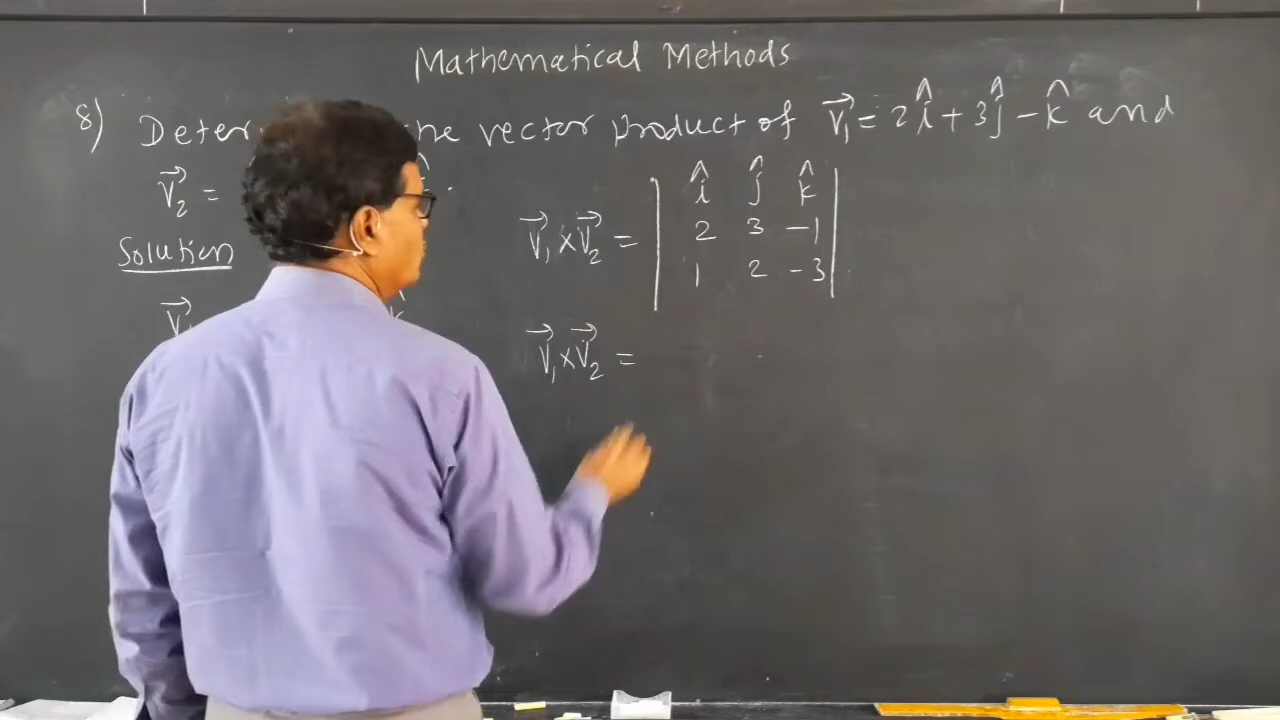 Mathematical Methods
8) Deter he vector product of v⃗₁ = 2î + 3ĵ - k̂ and
v⃗₂ =
Solution
v⃗
v⃗₁ × v⃗₂ = | î ĵ k̂ |
| 2 3 -1 |
| 1 2 -3 |
v⃗₁ × v⃗₂ =